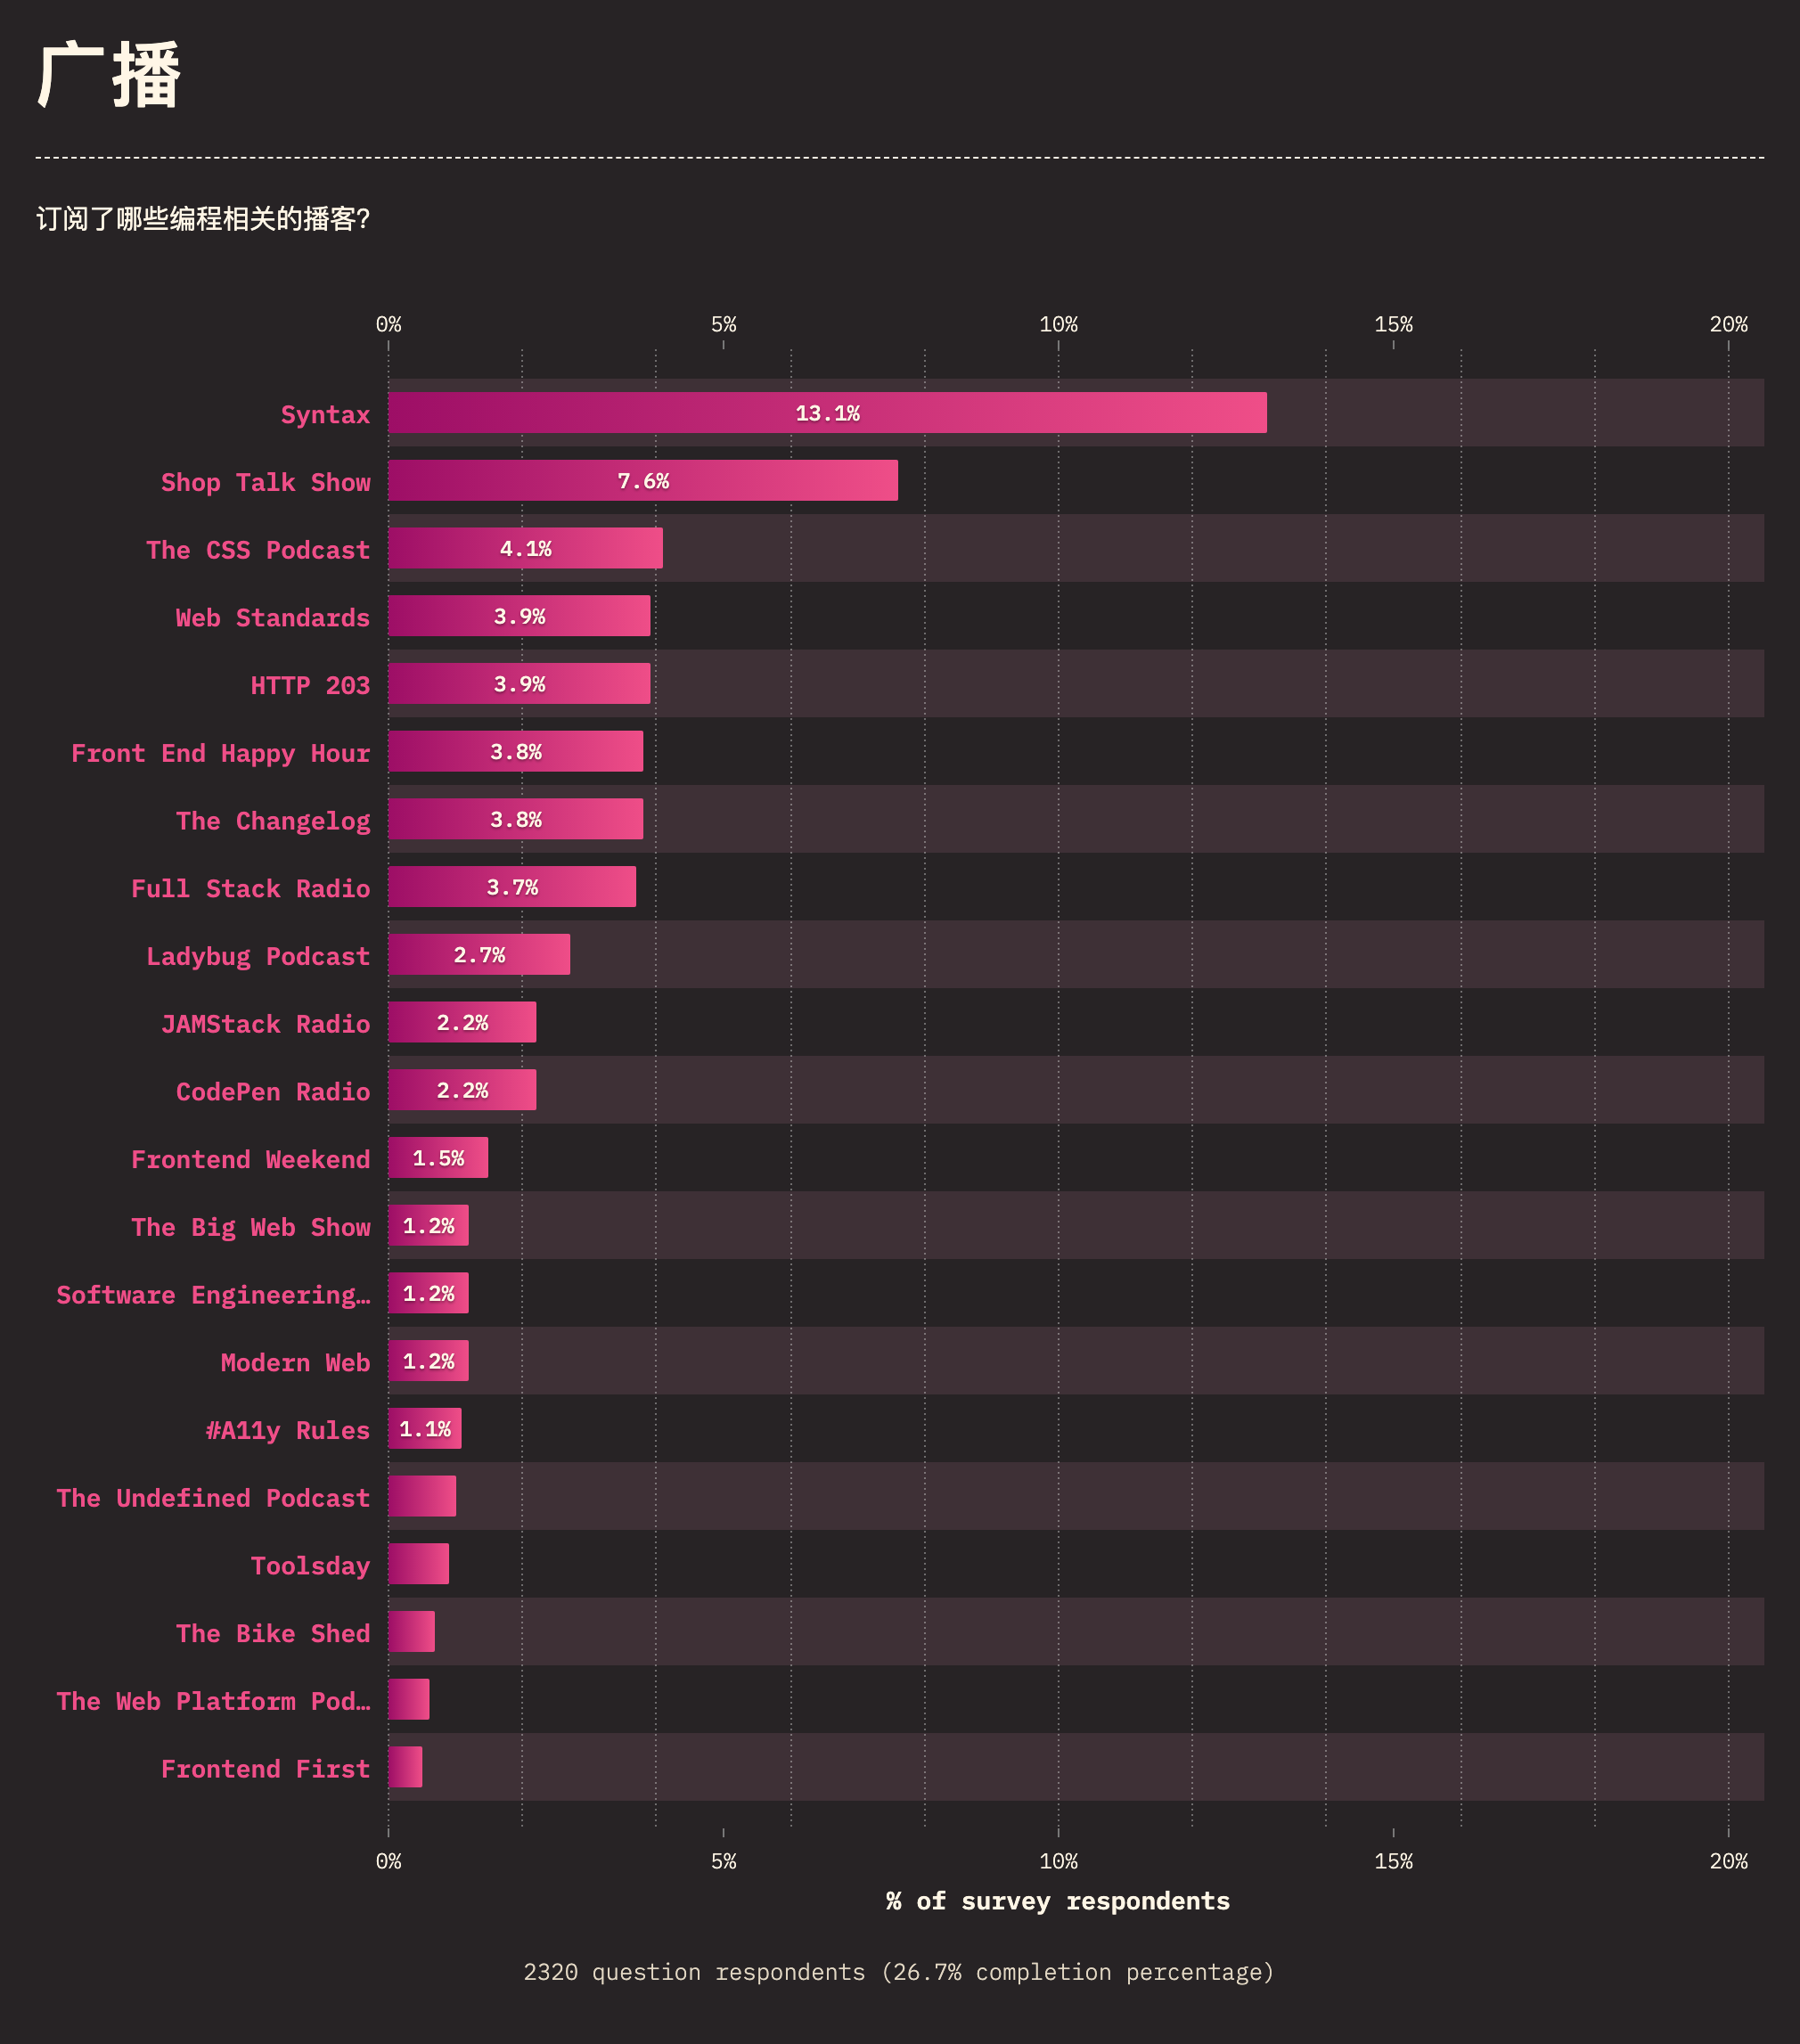 广播
订阅了哪些编程相关的播客?
0% 5% 10% 15% 20%
Syntax 13.1%
Shop Talk Show 7.6%
The CSS Podcast 4.1%
Web Standards 3.9%
HTTP 203 3.9%
Front End Happy Hour 3.8%
The Changelog 3.8%
Full Stack Radio 3.7%
Ladybug Podcast 2.7%
JAMStack Radio 2.2%
CodePen Radio 2.2%
Frontend Weekend 1.5%
The Big Web Show 1.2%
Software Engineering… 1.2%
Modern Web 1.2%
#A11y Rules 1.1%
The Undefined Podcast
Toolsday
The Bike Shed
The Web Platform Pod…
Frontend First
0% 5% 10% 15% 20%
% of survey respondents
2320 question respondents (26.7% completion percentage)